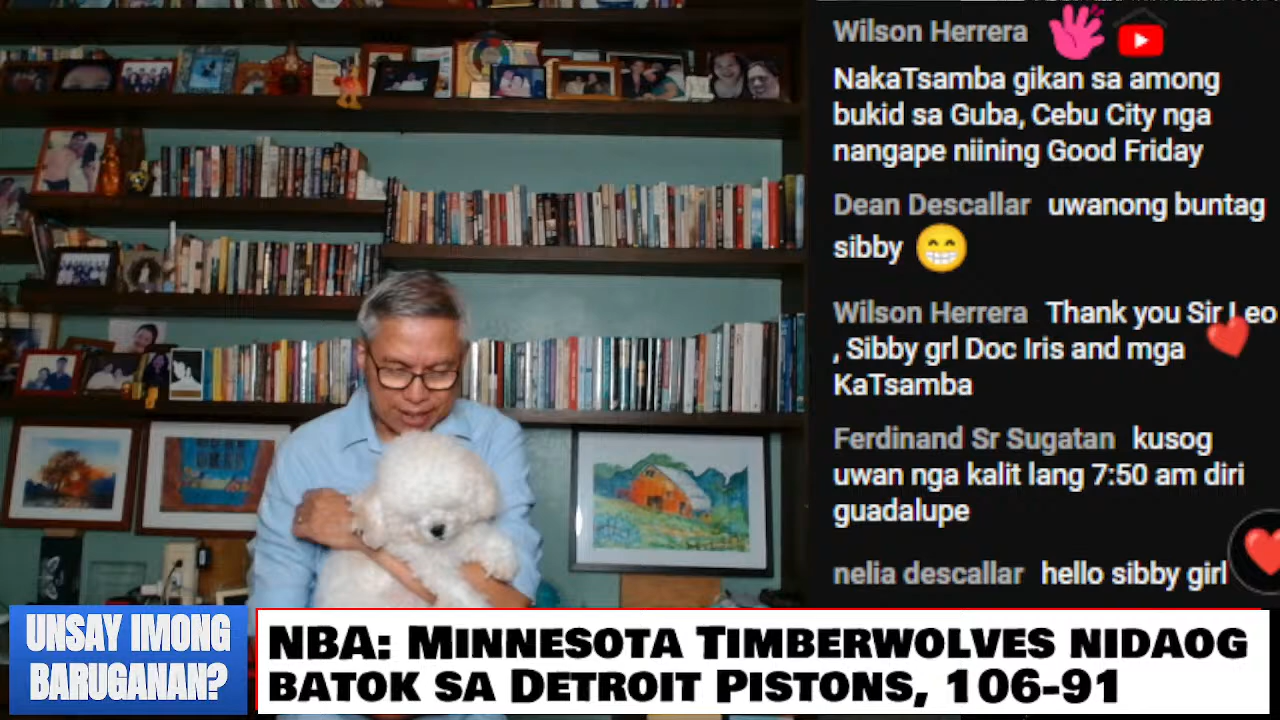 Wilson Herrera
NakaTsamba gikan sa among
bukid sa Guba, Cebu City nga
nangape niining Good Friday
Dean Descallar uwanong buntag
sibby
Wilson Herrera Thank you Sir Leo
, Sibby grl Doc Iris and mga
KaTsamba
Ferdinand Sr Sugatan kusog
uwan nga kalit lang 7:50 am diri
guadalupe
nelia descallar hello sibby girl
UNSAY IMONG
BARUGANAN?
NBA: Minnesota Timberwolves nidaog
batok sa Detroit Pistons, 106-91